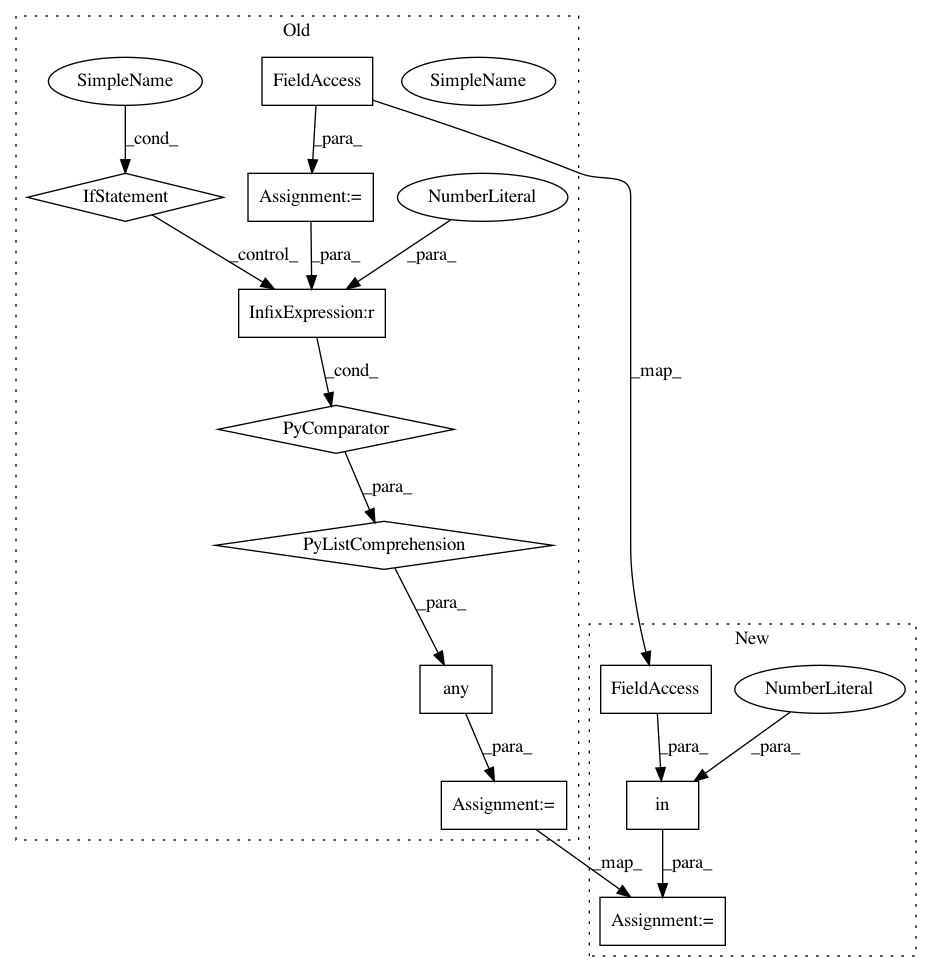 Old
SimpleName
FieldAccess
SimpleName
_cond_
_para_
IfStatement
Assignment:=
NumberLiteral
_control_
_para_
_para_
InfixExpression:r
_cond_
_map_
PyComparator
_para_
PyListComprehension
_para_
New
any
FieldAccess
NumberLiteral
_para_
_para_
_para_
Assignment:=
in
_map_
_para_
Assignment:=